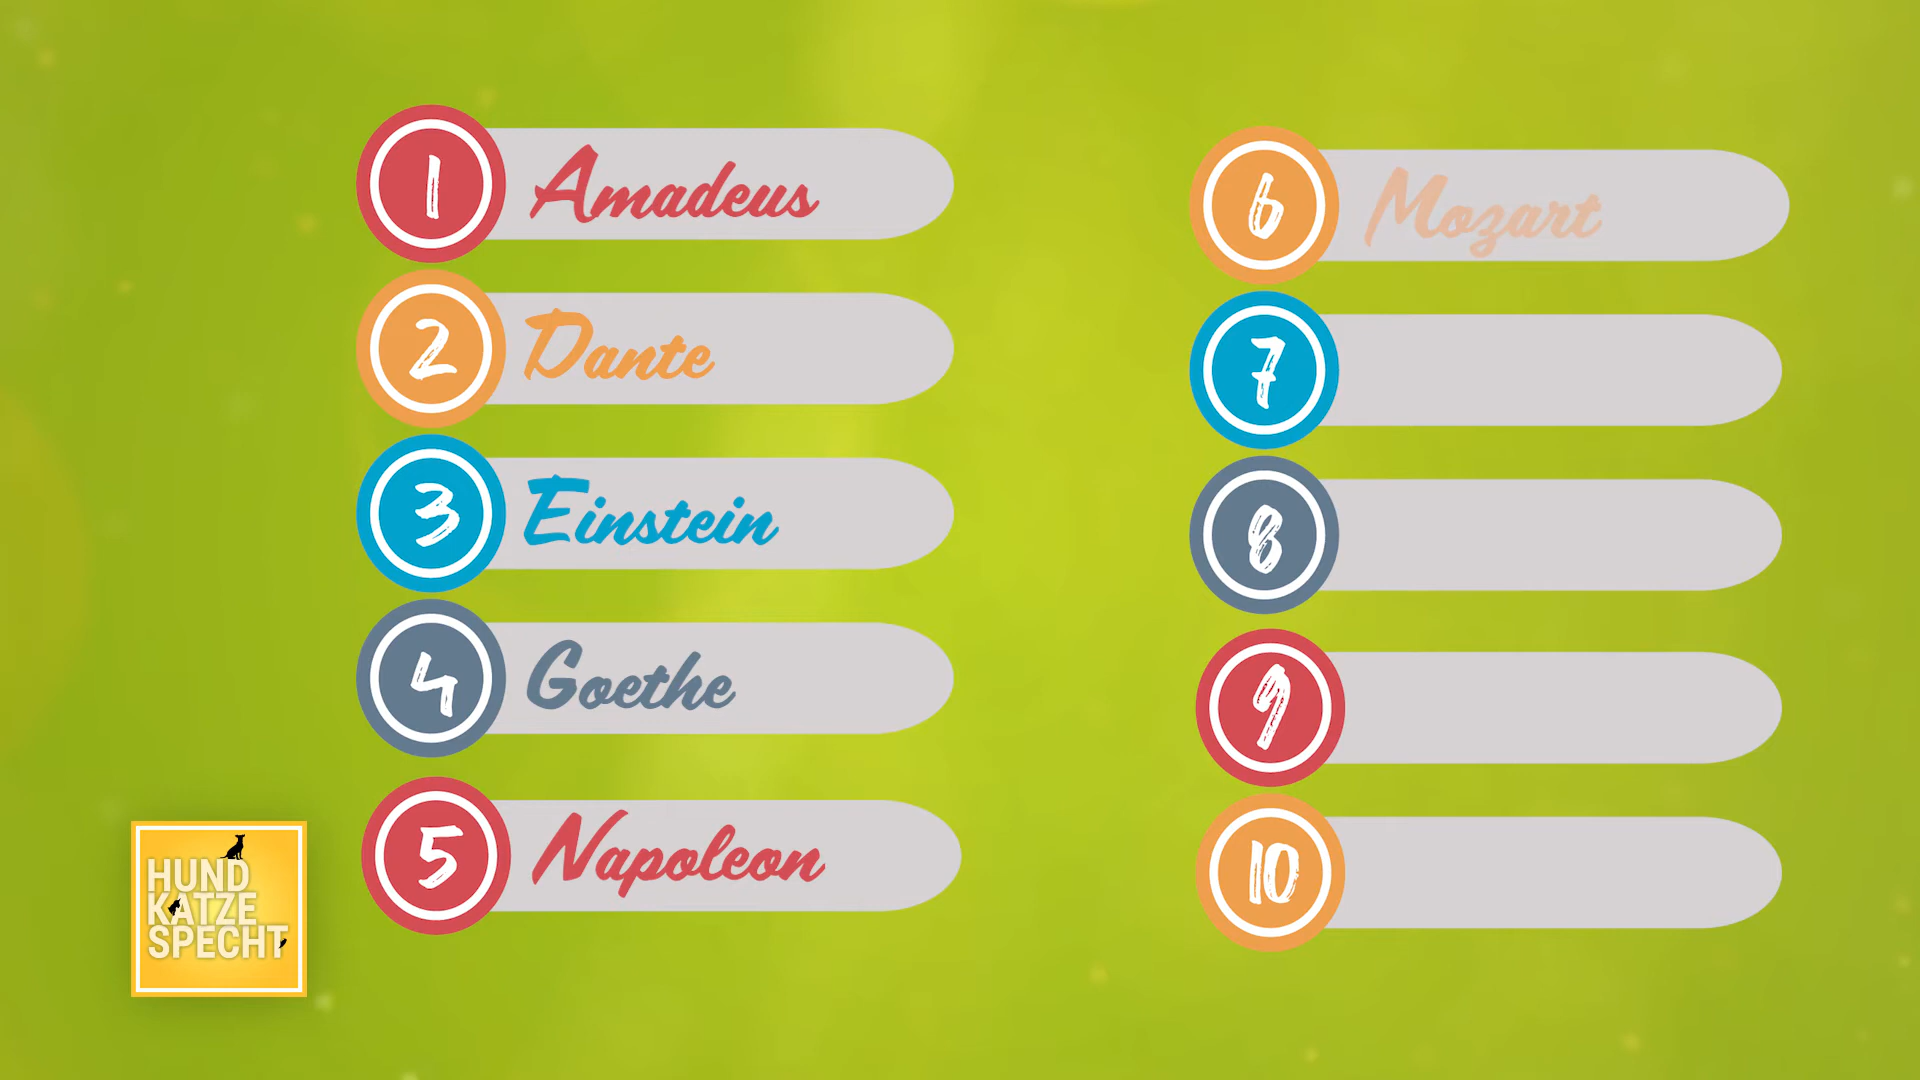 1 Amadeus
2 Dante
3 Einstein
4 Goethe
5 Napoleon
6 Mozart
7
8
9
10
HUND
KATZE
SPECHT